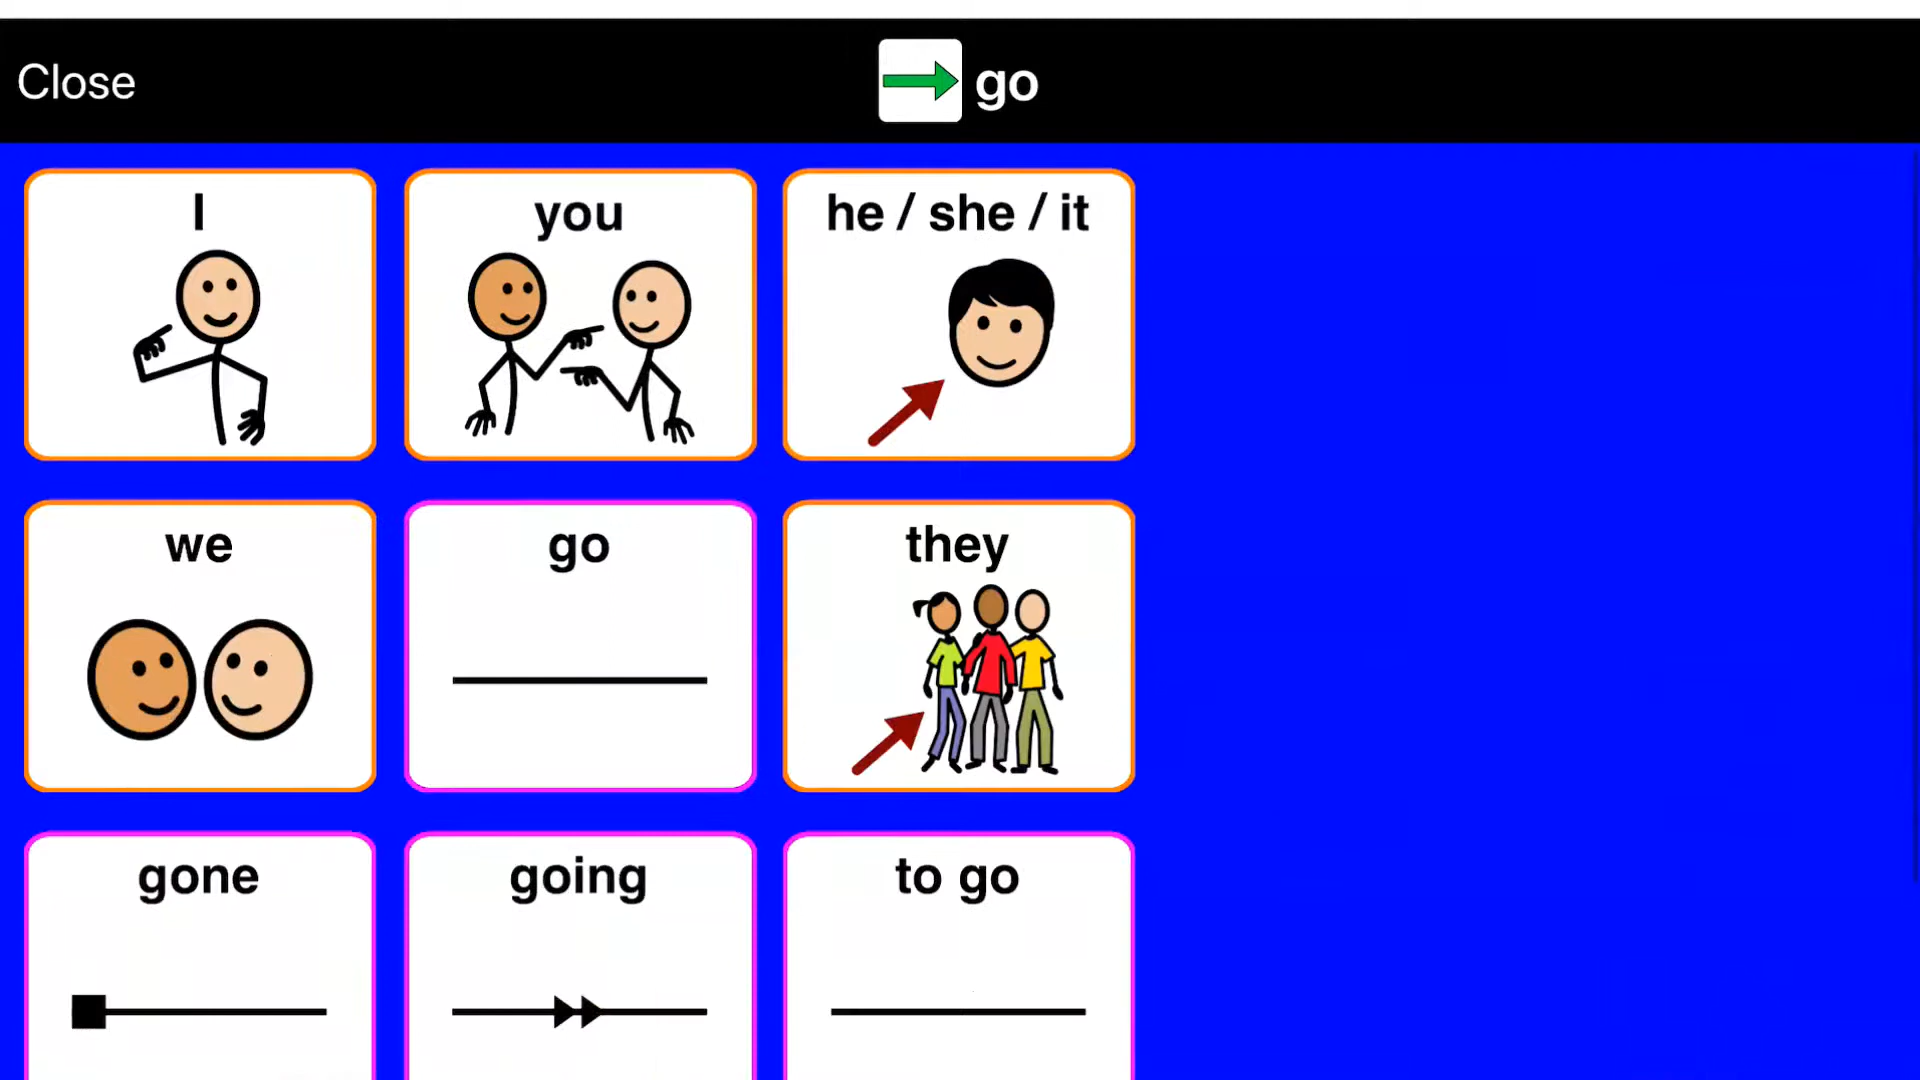 Close
go
I
you
he / she / it
we
go
they
gone
going
to go